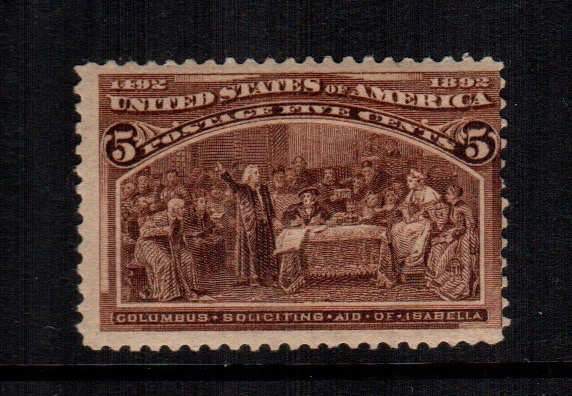 1492 1892
UNITED STATES OF AMERICA
POSTAGE FIVE CENTS
5 5
COLUMBUS · SOLICITING · AID · OF · ISABELLA